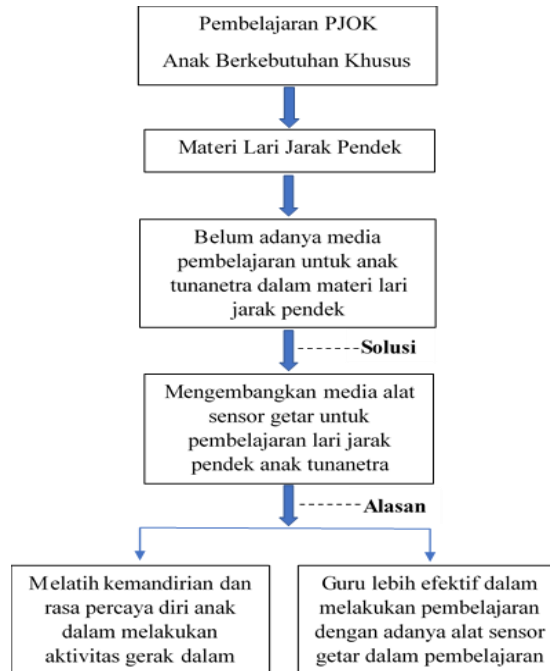 Pembelajaran PJOK
Anak Berkebutuhan Khusus
Materi Lari Jarak Pendek
Belum adanya media
pembelajaran untuk anak
tunanetra dalam materi lari
jarak pendek
Solusi
Mengembangkan media alat
sensor getar untuk
pembelajaran lari jarak
pendek anak tunanetra
Alasan
Melatih kemandirian dan
rasa percaya diri anak
dalam melakukan
aktivitas gerak dalam
Guru lebih efektif dalam
melakukan pembelajaran
dengan adanya alat sensor
getar dalam pembelajaran